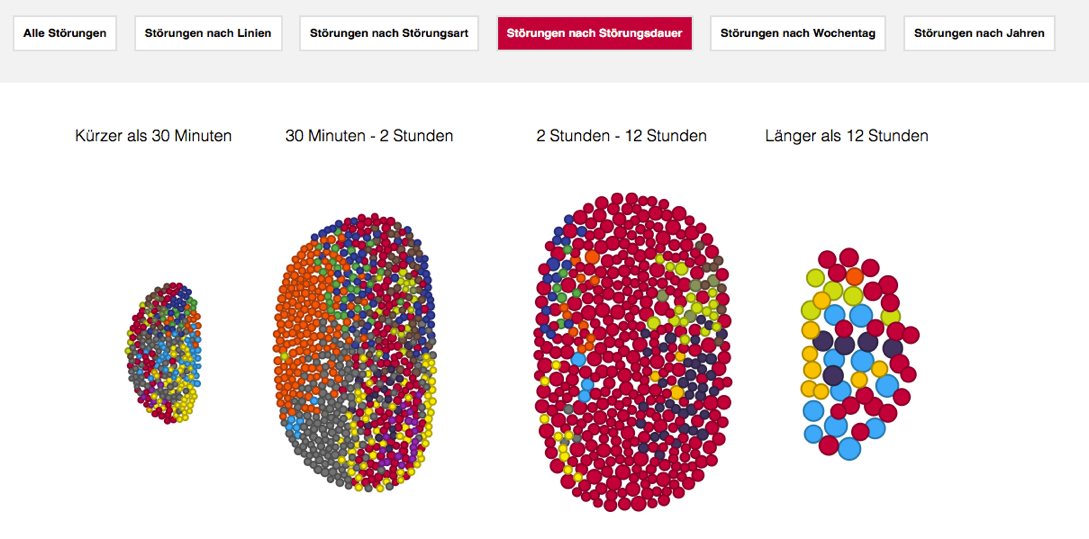 Alle Störungen
Störungen nach Linien
Störungen nach Störungsart
Störungen nach Störungsdauer
Störungen nach Wochentag
Störungen nach Jahren
Kürzer als 30 Minuten
30 Minuten - 2 Stunden
2 Stunden - 12 Stunden
Länger als 12 Stunden